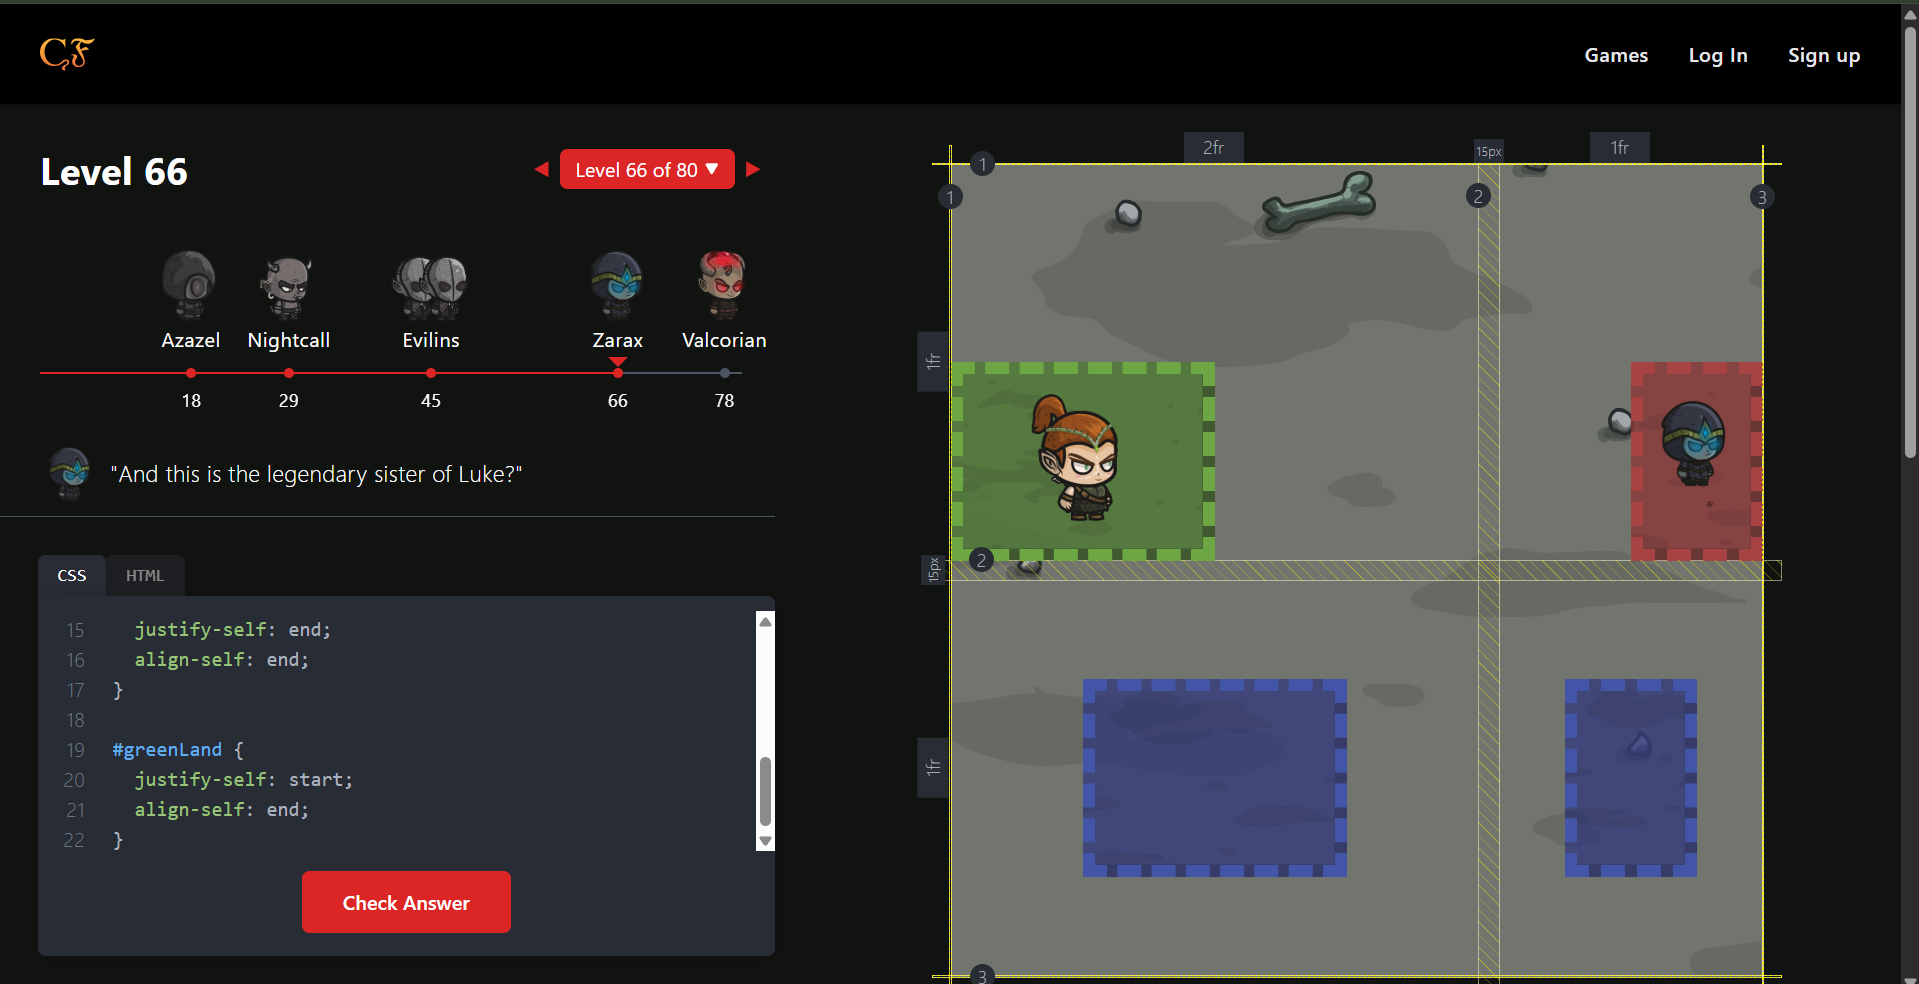 CF
Games Log In Sign up
Level 66
Level 66 of 80 ▼
Azazel Nightcall Evilins Zarax Valcorian
18 29 45 66 78
"And this is the legendary sister of Luke?"
CSS HTML
15 justify-self: end;
16 align-self: end;
17 }
18
19 #greenLand {
20 justify-self: start;
21 align-self: end;
22 }
Check Answer
2fr 15px 1fr
1
1 2 3
1fr
2
15px
1fr
3